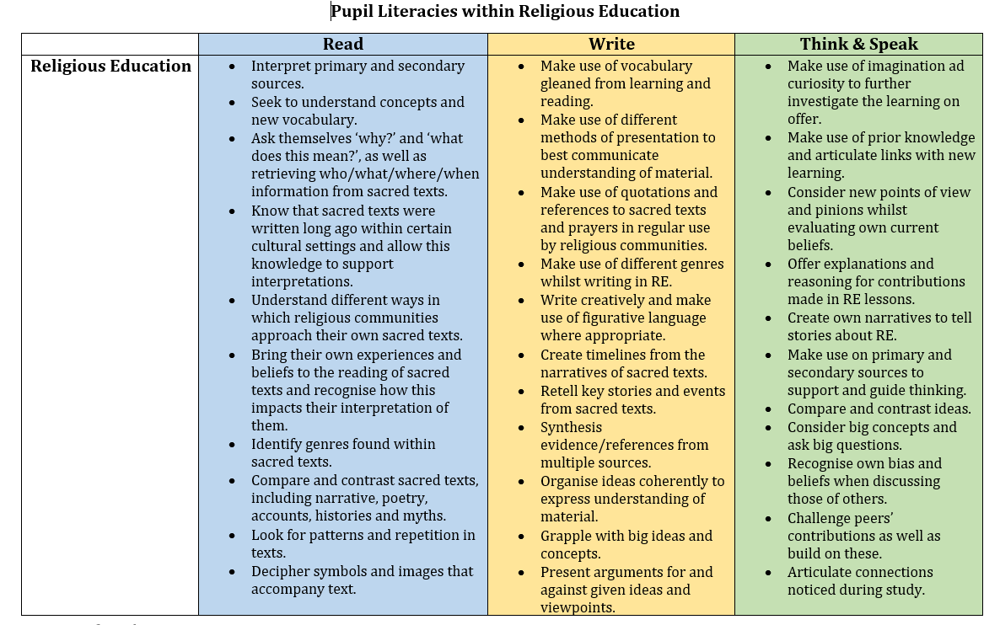 Pupil Literacies within Religious Education
Read
Write
Think & Speak
Religious Education
• Interpret primary and secondary
sources.
• Seek to understand concepts and
new vocabulary.
• Ask themselves ‘why?’ and ‘what
does this mean?’, as well as
retrieving who/what/where/when
information from sacred texts.
• Know that sacred texts were
written long ago within certain
cultural settings and allow this
knowledge to support
interpretations.
• Understand different ways in
which religious communities
approach their own sacred texts.
• Bring their own experiences and
beliefs to the reading of sacred
texts and recognise how this
impacts their interpretation of
them.
• Identify genres found within
sacred texts.
• Compare and contrast sacred texts,
including narrative, poetry,
accounts, histories and myths.
• Look for patterns and repetition in
texts.
• Decipher symbols and images that
accompany text.
• Make use of vocabulary
gleaned from learning and
reading.
• Make use of different
methods of presentation to
best communicate
understanding of material.
• Make use of quotations and
references to sacred texts
and prayers in regular use
by religious communities.
• Make use of different genres
whilst writing in RE.
• Write creatively and make
use of figurative language
where appropriate.
• Create timelines from the
narratives of sacred texts.
• Retell key stories and events
from sacred texts.
• Synthesis
evidence/references from
multiple sources.
• Organise ideas coherently to
express understanding of
material.
• Grapple with big ideas and
concepts.
• Present arguments for and
against given ideas and
viewpoints.
• Make use of imagination ad
curiosity to further
investigate the learning on
offer.
• Make use of prior knowledge
and articulate links with new
learning.
• Consider new points of view
and pinions whilst
evaluating own current
beliefs.
• Offer explanations and
reasoning for contributions
made in RE lessons.
• Create own narratives to tell
stories about RE.
• Make use on primary and
secondary sources to
support and guide thinking.
• Compare and contrast ideas.
• Consider big concepts and
ask big questions.
• Recognise own bias and
beliefs when discussing
those of others.
• Challenge peers’
contributions as well as
build on these.
• Articulate connections
noticed during study.